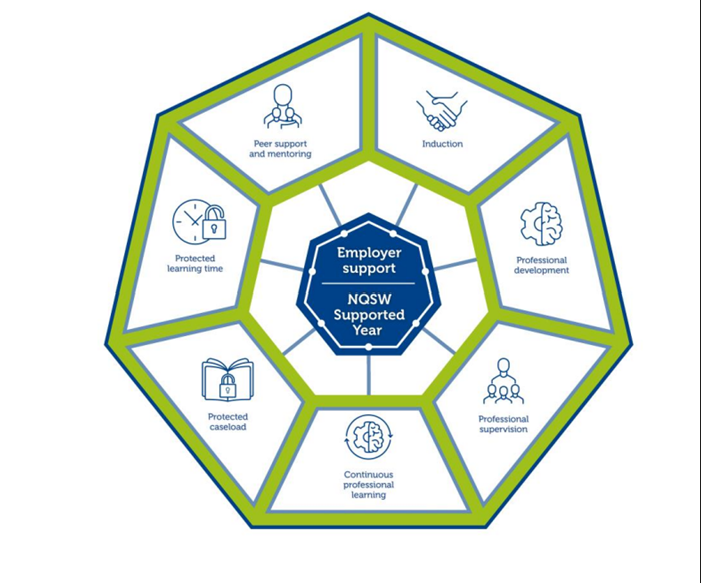 Peer support
and mentoring
Induction
Protected
learning time
Professional
development
Employer
support
NQSW
Supported
Year
Protected
caseload
Professional
supervision
Continuous
professional
learning